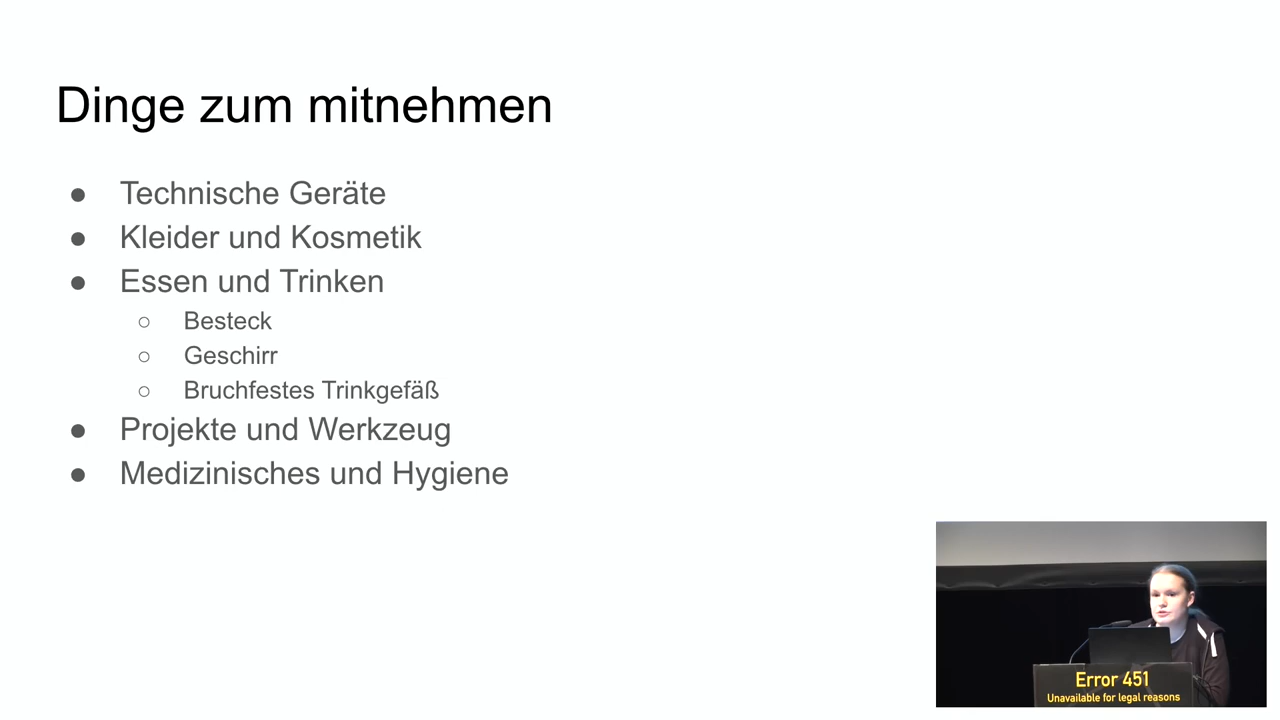 Dinge zum mitnehmen
● Technische Geräte
● Kleider und Kosmetik
● Essen und Trinken
○ Besteck
○ Geschirr
○ Bruchfestes Trinkgefäß
● Projekte und Werkzeug
● Medizinisches und Hygiene
Error 451
Unavailable for legal reasons